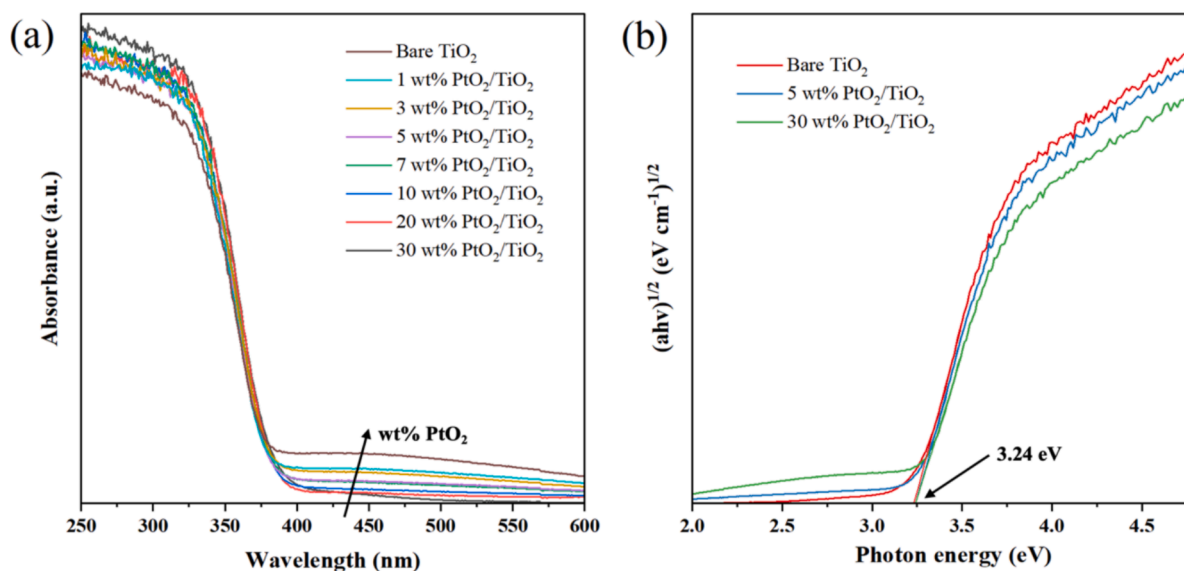 (a)
Bare TiO₂
1 wt% PtO₂/TiO₂
3 wt% PtO₂/TiO₂
5 wt% PtO₂/TiO₂
7 wt% PtO₂/TiO₂
10 wt% PtO₂/TiO₂
20 wt% PtO₂/TiO₂
30 wt% PtO₂/TiO₂
wt% PtO₂
Absorbance (a.u.)
250 300 350 400 450 500 550 600
Wavelength (nm)
(b)
Bare TiO₂
5 wt% PtO₂/TiO₂
30 wt% PtO₂/TiO₂
3.24 eV
(ahv)¹/² (eV cm⁻¹)¹/²
2.0 2.5 3.0 3.5 4.0 4.5
Photon energy (eV)